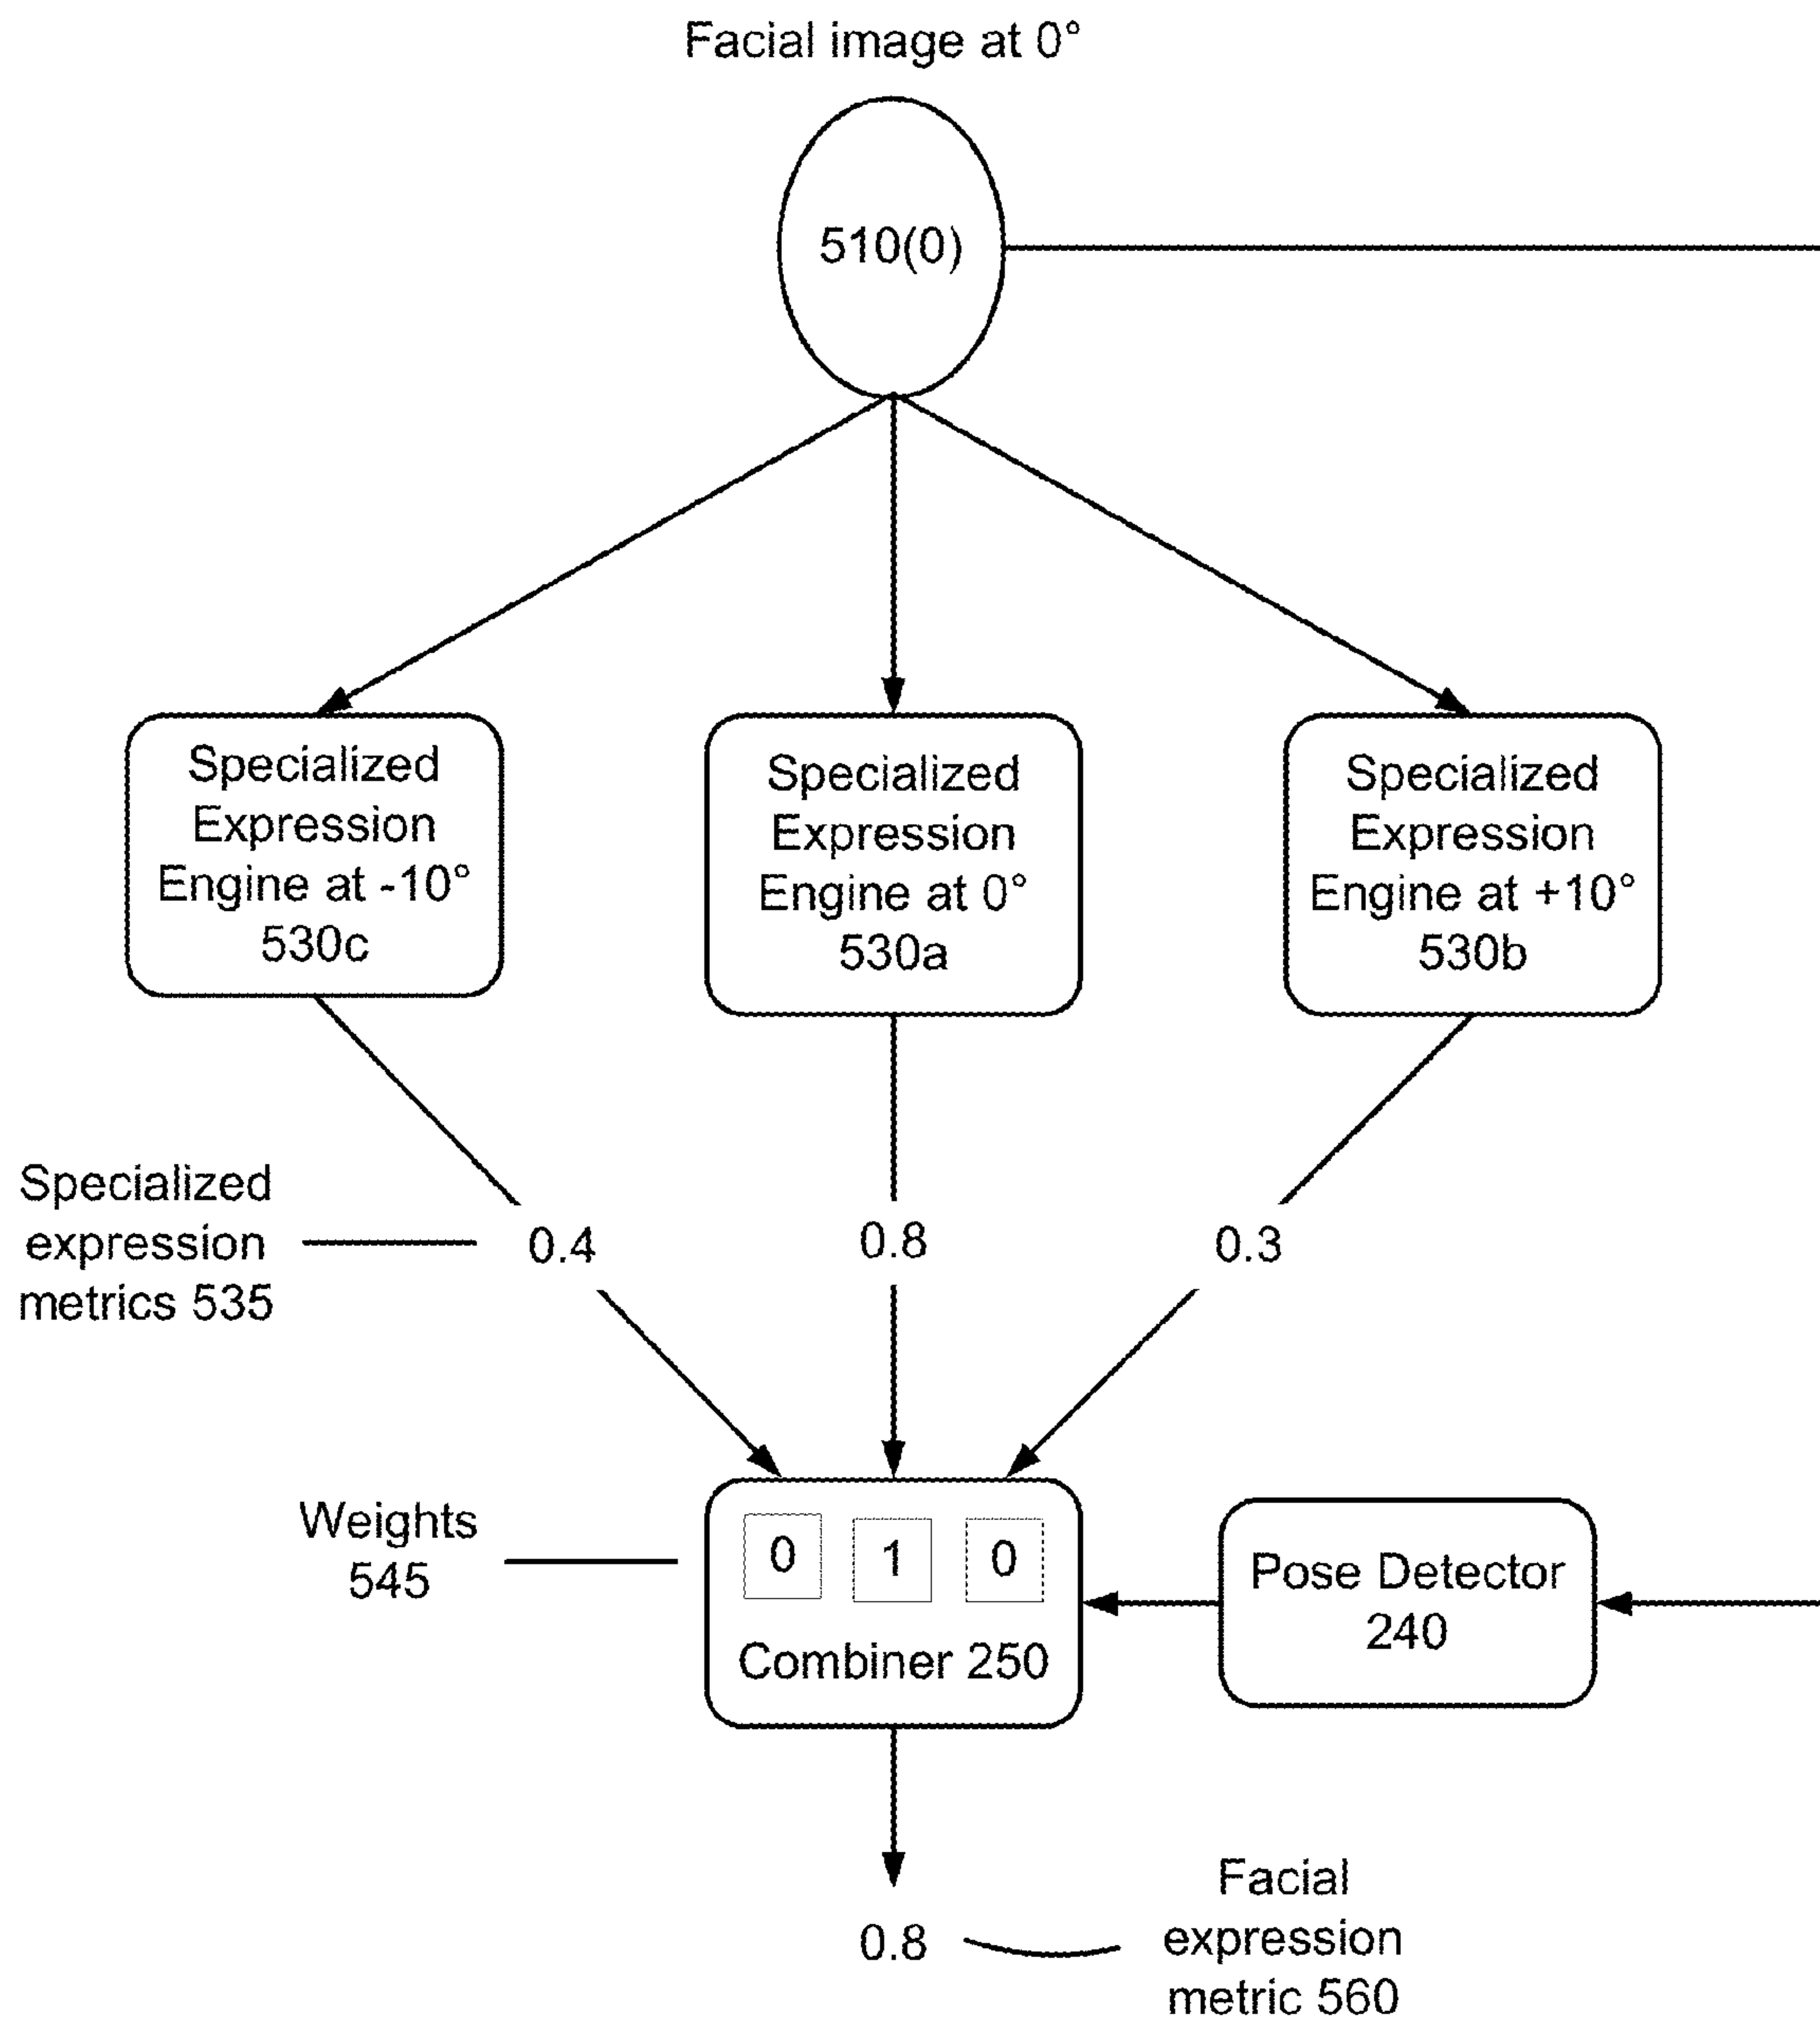 Facial image at 0°
510(0)
Specialized
Expression
Engine at -10°
530c
Specialized
Expression
Engine at 0°
530a
Specialized
Expression
Engine at +10°
530b
Specialized
expression
metrics 535
0.4
0.8
0.3
Weights
545
0 1 0
Combiner 250
Pose Detector
240
0.8
Facial
expression
metric 560